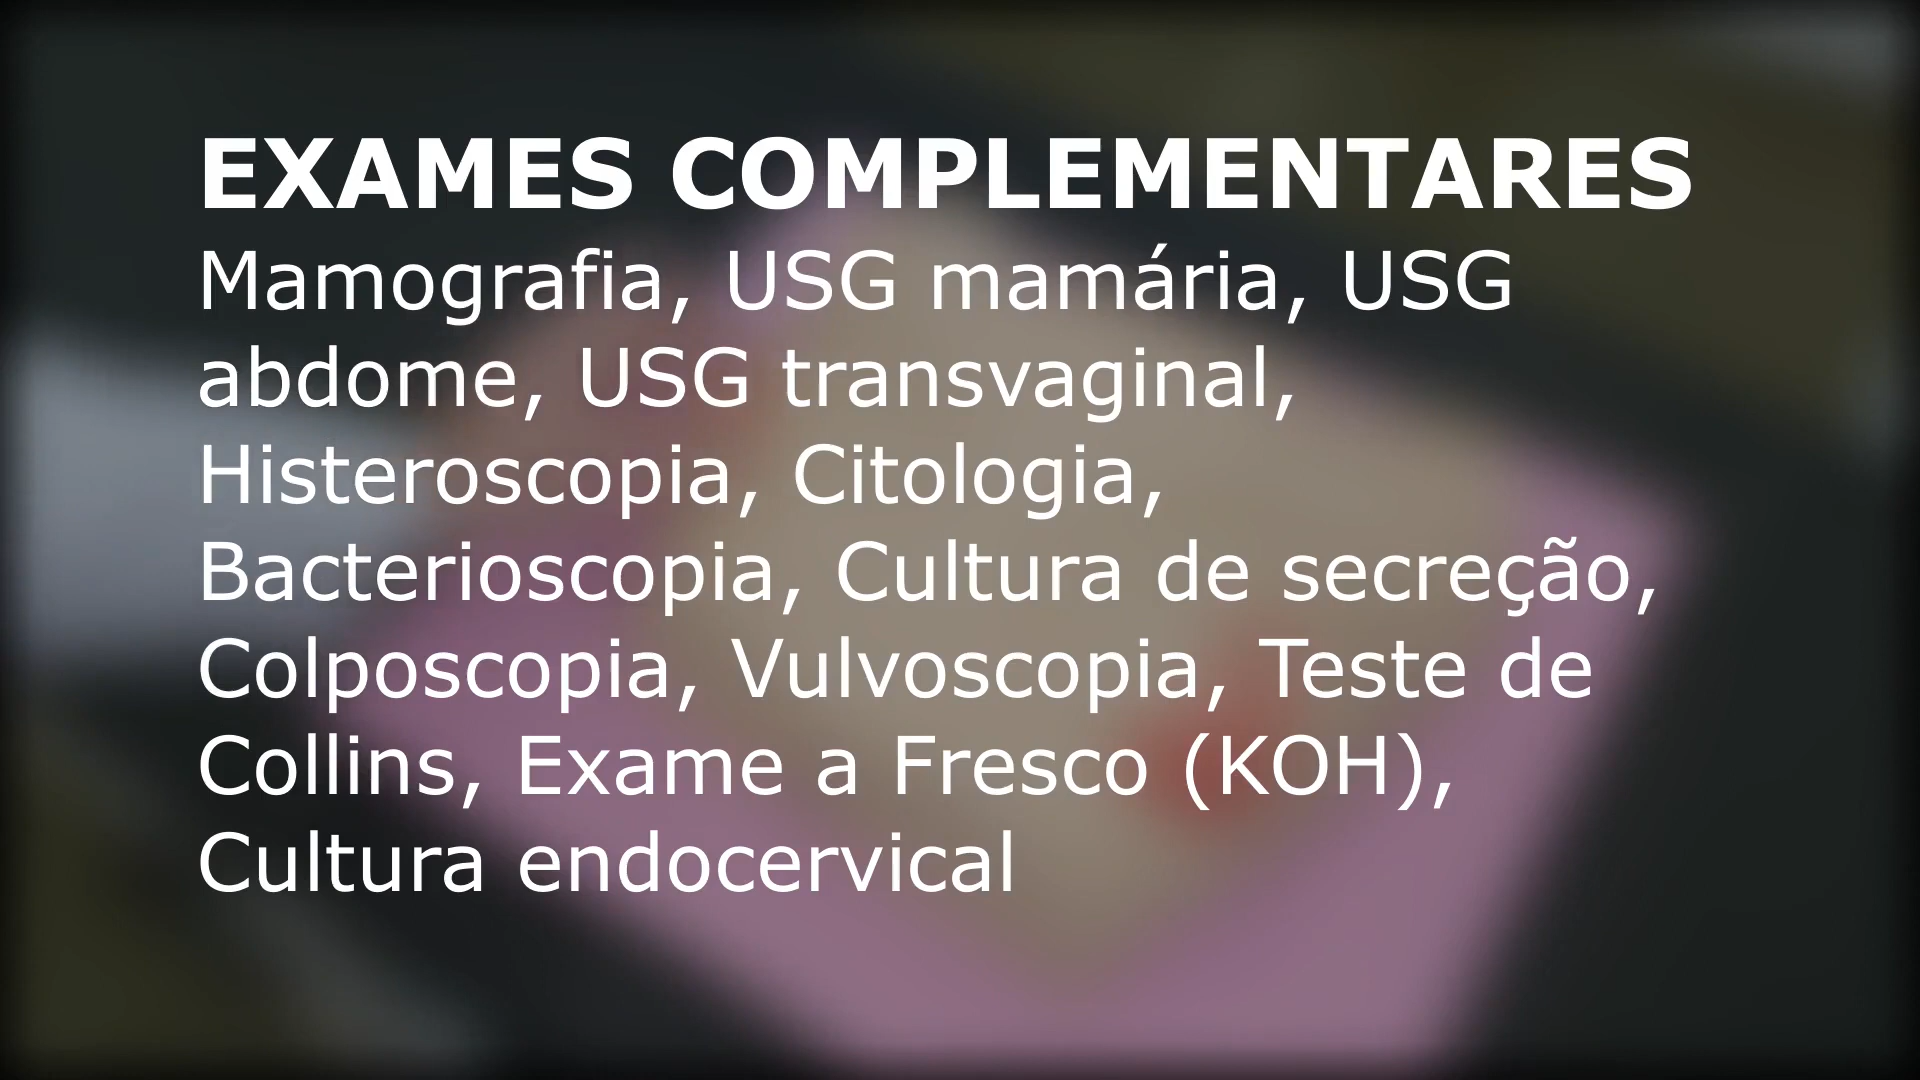 EXAMES COMPLEMENTARES
Mamografia, USG mamária, USG
abdome, USG transvaginal,
Histeroscopia, Citologia,
Bacterioscopia, Cultura de secreção,
Colposcopia, Vulvoscopia, Teste de
Collins, Exame a Fresco (KOH),
Cultura endocervical